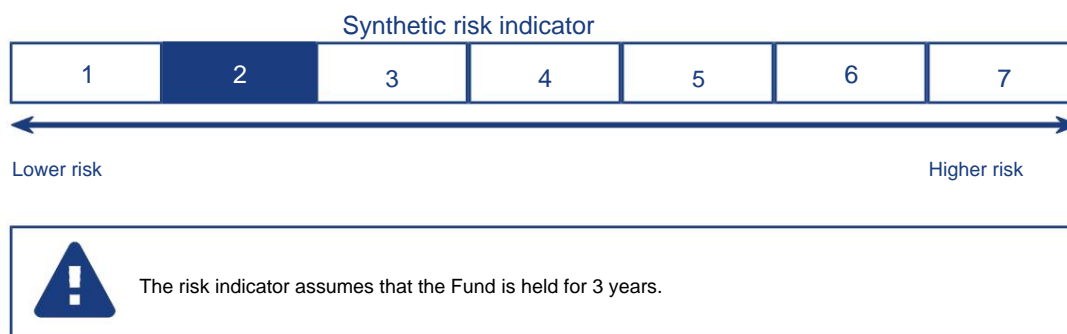 Synthetic risk indicator
1 2 3 4 5 6 7
Lower risk Higher risk
The risk indicator assumes that the Fund is held for 3 years.